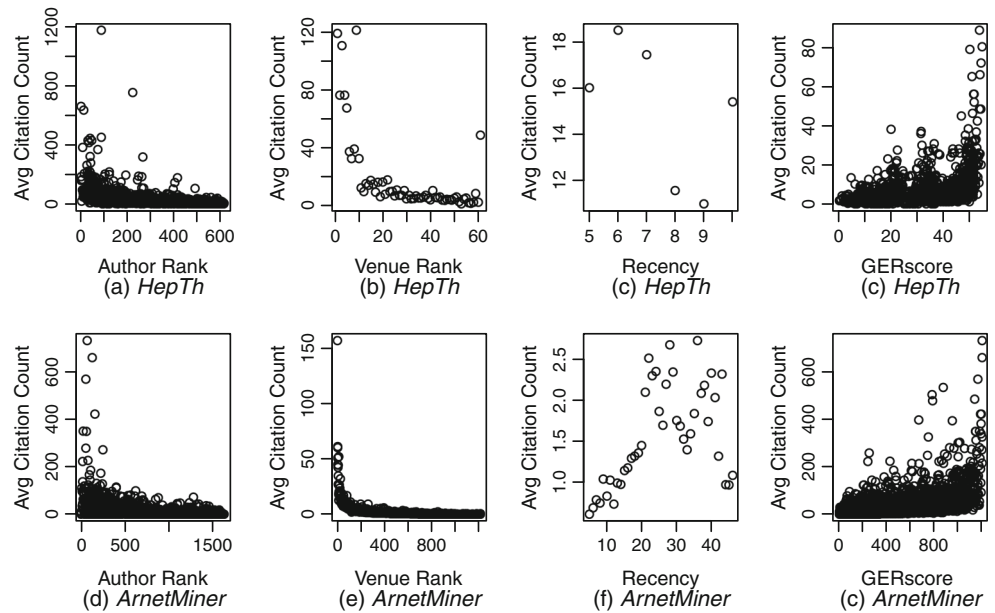 Avg Citation Count
0 400 800 1200
0 200 400 600
Author Rank
(a) HepTh
Avg Citation Count
0 40 80 100 120
0 20 40 60
Venue Rank
(b) HepTh
Avg Citation Count
12 14 16 18
5 6 7 8 9
Recency
(c) HepTh
Avg Citation Count
0 20 40 60 80
0 20 40
GERscore
(c) HepTh
Avg Citation Count
0 200 400 600
0 500 1500
Author Rank
(d) ArnetMiner
Avg Citation Count
0 50 100 150
0 400 800
Venue Rank
(e) ArnetMiner
Avg Citation Count
1.0 1.5 2.0 2.5
10 20 30 40
Recency
(f) ArnetMiner
Avg Citation Count
0 200 400 600
0 400 800
GERscore
(c) ArnetMiner